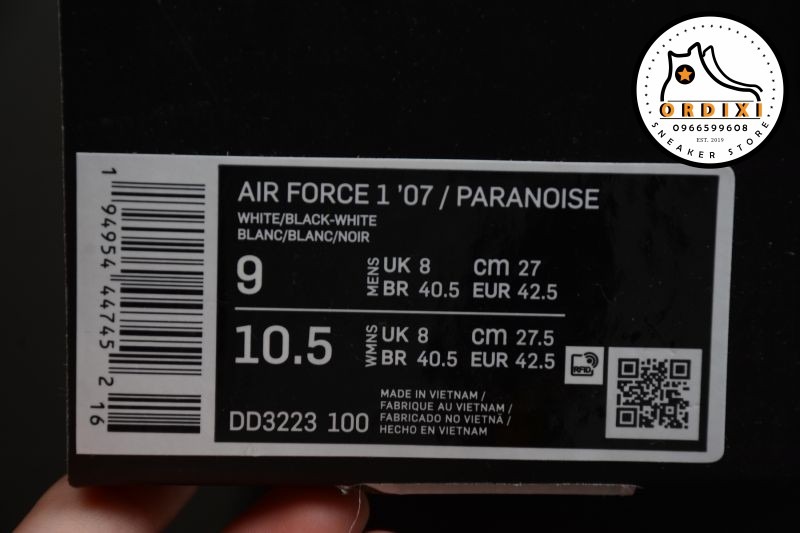 ORDIXI
0966599608
EST. 2019
SNEAKER STORE
AIR FORCE 1 '07 / PARANOISE
WHITE/BLACK-WHITE
BLANC/BLANC/NOIR
9
MENS
UK 8 cm 27
BR 40.5 EUR 42.5
10.5
WMNS
UK 8 cm 27.5
BR 40.5 EUR 42.5
RFID
DD3223 100
MADE IN VIETNAM /
FABRIQUE AU VIETNAM /
FABRICADO NO VIETNÃ /
HECHO EN VIETNAM
1 94954 44745 2 16